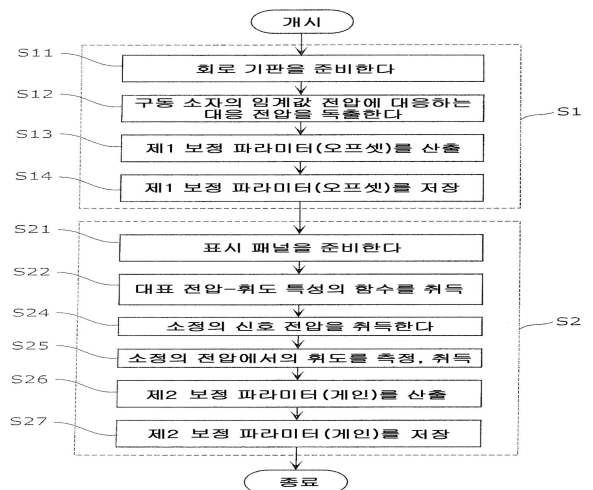 개시
S11
회로 기판을 준비한다
S12
구동 소자의 임계값 전압에 대응하는
대응 전압을 독출한다
S1
S13
제1 보정 파라미터(오프셋)를 산출
S14
제1 보정 파라미터(오프셋)를 저장
S21
표시 패널을 준비한다
S22
대표 전압-휘도 특성의 함수를 취득
S24
소정의 신호 전압을 취득한다
S2
S25
소정의 전압에서의 휘도를 측정, 취득
S26
제2 보정 파라미터(게인)를 산출
S27
제2 보정 파라미터(게인)를 저장
종료